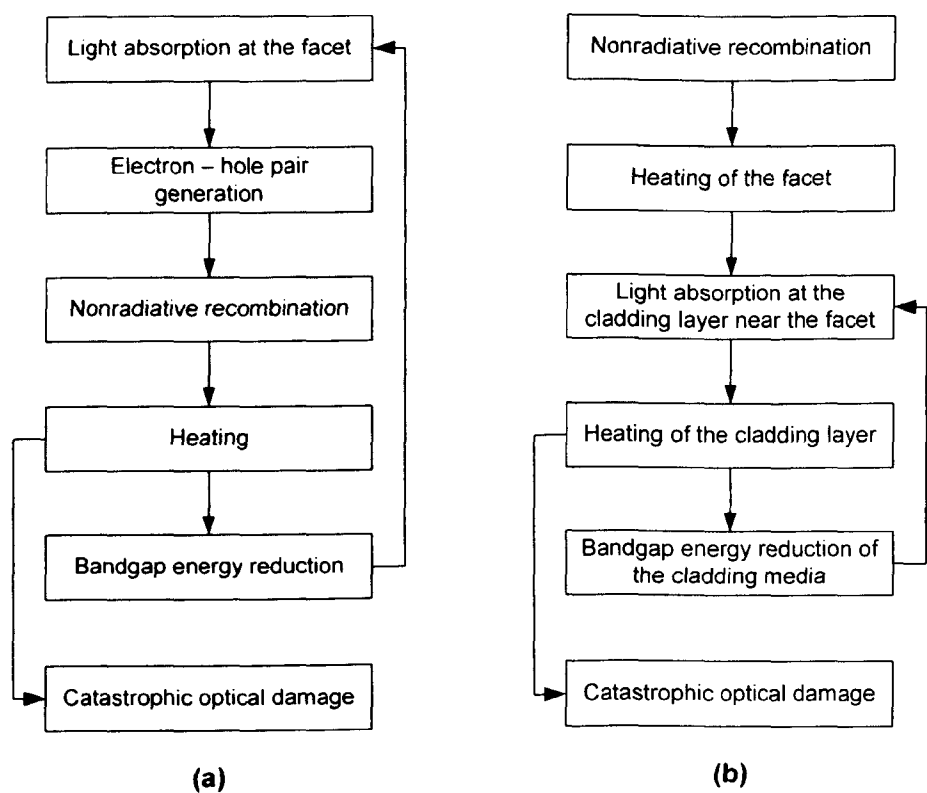 Light absorption at the facet
Electron – hole pair
generation
Nonradiative recombination
Heating
Bandgap energy reduction
Catastrophic optical damage
(a)
Nonradiative recombination
Heating of the facet
Light absorption at the
cladding layer near the facet
Heating of the cladding layer
Bandgap energy reduction of
the cladding media
Catastrophic optical damage
(b)